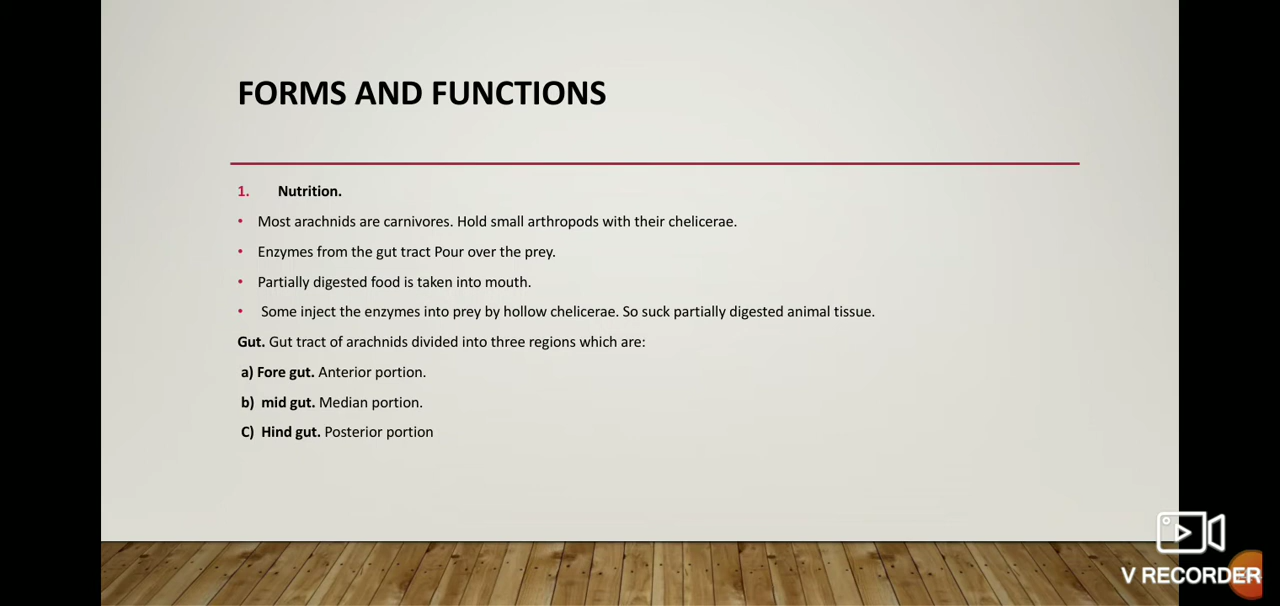 FORMS AND FUNCTIONS
1. Nutrition.
• Most arachnids are carnivores. Hold small arthropods with their chelicerae.
• Enzymes from the gut tract Pour over the prey.
• Partially digested food is taken into mouth.
• Some inject the enzymes into prey by hollow chelicerae. So suck partially digested animal tissue.
Gut. Gut tract of arachnids divided into three regions which are:
a) Fore gut. Anterior portion.
b) mid gut. Median portion.
C) Hind gut. Posterior portion
V RECORDER